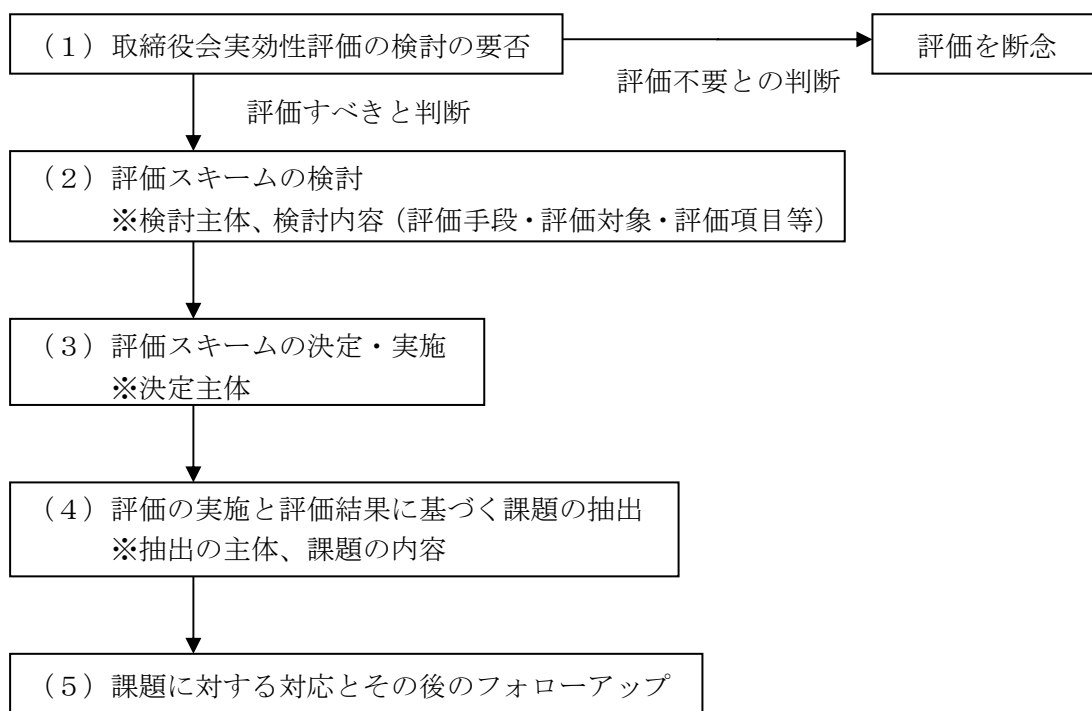 (1)取締役会実効性評価の検討の要否
評価を断念
評価不要との判断
評価すべきと判断
(2)評価スキームの検討
※検討主体、検討内容(評価手段・評価対象・評価項目等)
(3)評価スキームの決定・実施
※決定主体
(4)評価の実施と評価結果に基づく課題の抽出
※抽出の主体、課題の内容
(5)課題に対する対応とその後のフォローアップ